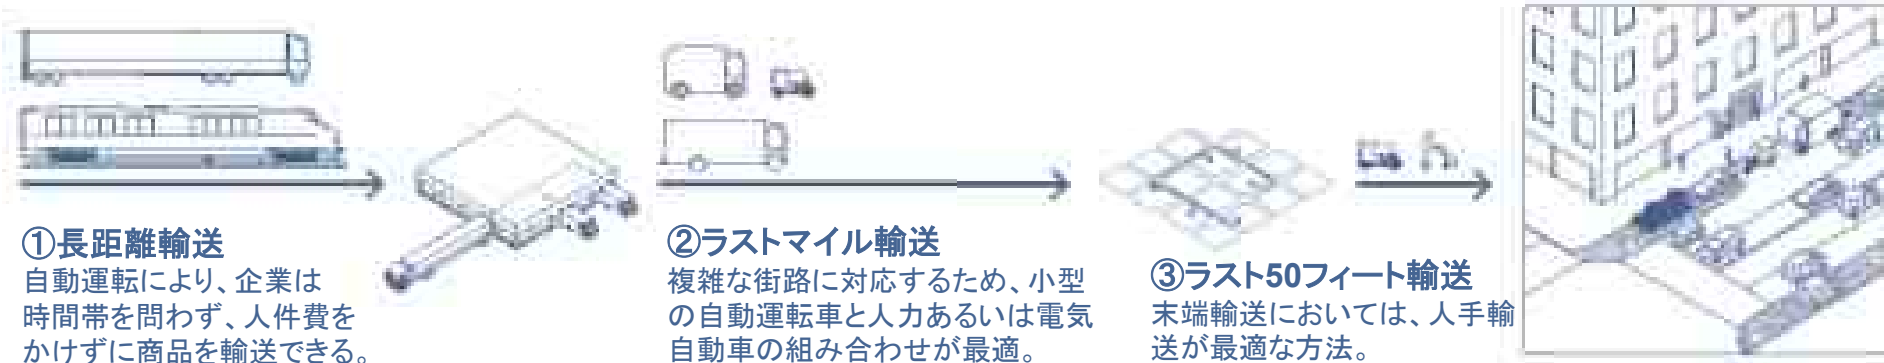 ①長距離輸送
自動運転により、企業は
時間帯を問わず、人件費を
かけずに商品を輸送できる。
②ラストマイル輸送
複雑な街路に対応するため、小型
の自動運転車と人力あるいは電気
自動車の組み合わせが最適。
③ラスト50フィート輸送
末端輸送においては、人手輸
送が最適な方法。